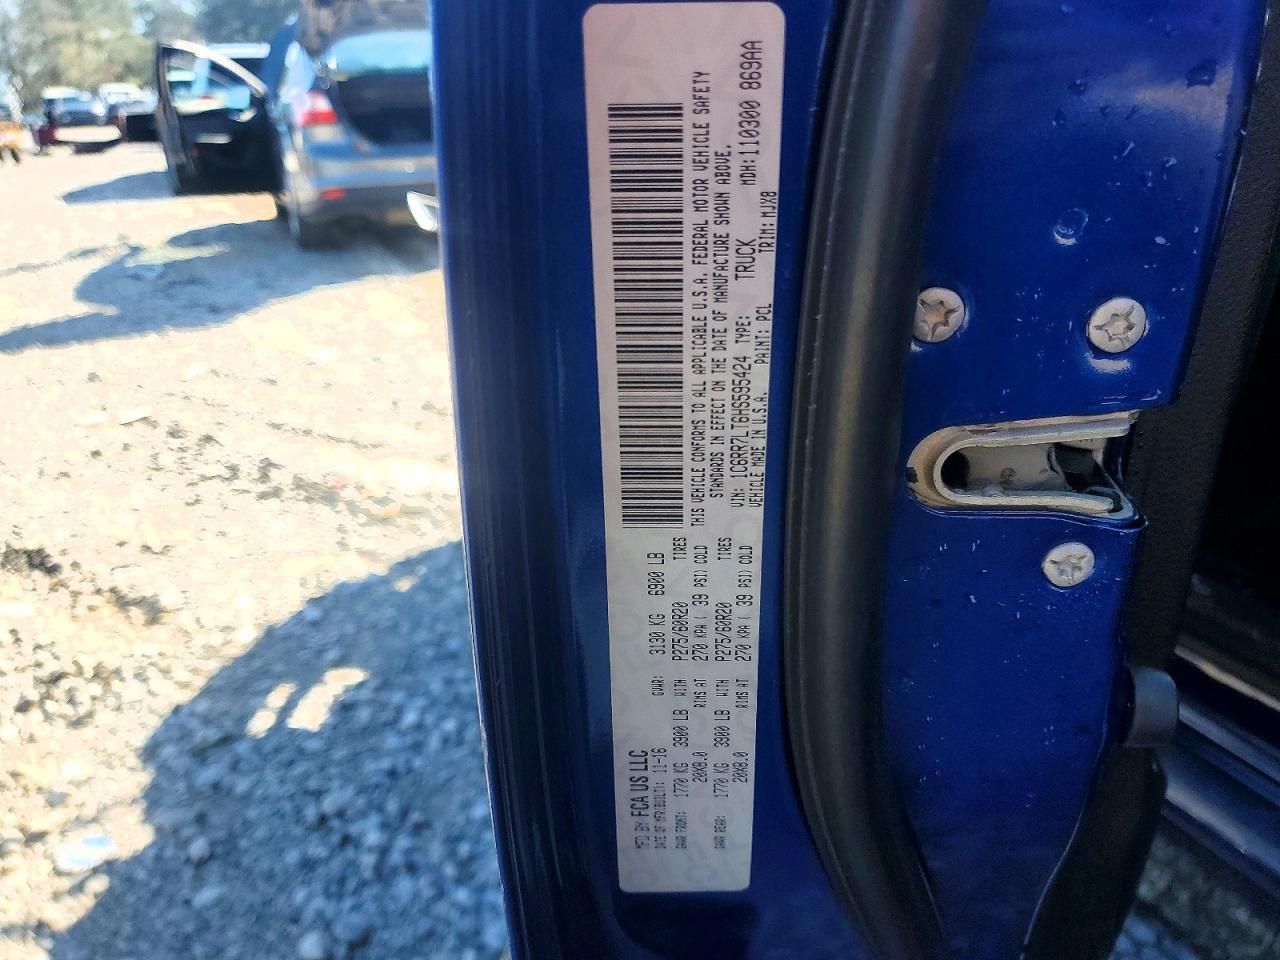 MFD BY FCA US LLC
DATE OF MFR(BUILT): 11-16 GVWR: 3130 KG 6900 LB
GAWR FRONT: 1770 KG 3900 LB WITH P275/60R20 TIRES
20X8.0 RIMS AT 270 KPA ( 39 PSI) COLD
GAWR REAR: 1770 KG 3900 LB WITH P275/60R20 TIRES
20X8.0 RIMS AT 270 KPA ( 39 PSI) COLD
THIS VEHICLE CONFORMS TO ALL APPLICABLE U.S.A. FEDERAL MOTOR VEHICLE SAFETY
STANDARDS IN EFFECT ON THE DATE OF MANUFACTURE SHOWN ABOVE.
VIN: 1C6RR7LT6HS595424 TYPE: TRUCK MDH:110300 869AA
VEHICLE MADE IN U.S.A. PAINT: PCL TRIM: MJX8